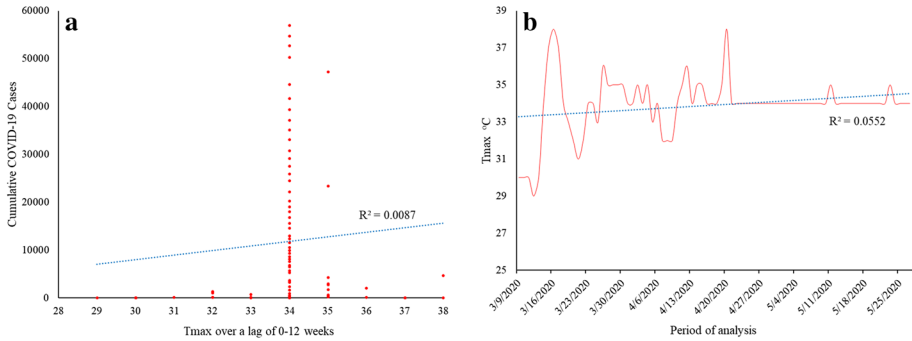 a
Cumulative COVID-19 Cases
60000
50000
40000
30000
20000
10000
0
R² = 0.0087
28 29 30 31 32 33 34 35 36 37 38
Tmax over a lag of 0-12 weeks
b
Tmax °C
39
37
35
33
31
29
27
25
R² = 0.0552
3/9/2020 3/16/2020 3/23/2020 3/30/2020 4/6/2020 4/13/2020 4/20/2020 4/27/2020 5/4/2020 5/11/2020 5/18/2020 5/25/2020
Period of analysis